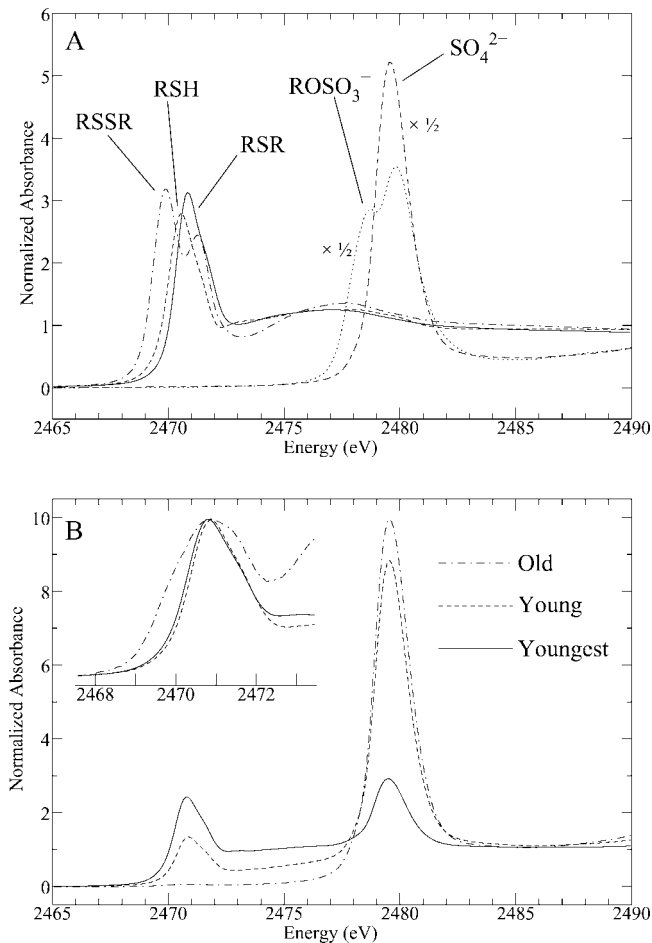 A
6
5
4
3
2
1
0
Normalized Absorbance
RSSR
RSH
RSR
ROSO₃⁻
SO₄²⁻
× ½
× ½
2465 2470 2475 2480 2485 2490
Energy (eV)
B
10
8
6
4
2
0
Normalized Absorbance
2468 2470 2472
Old
Young
Youngest
2465 2470 2475 2480 2485 2490
Energy (eV)